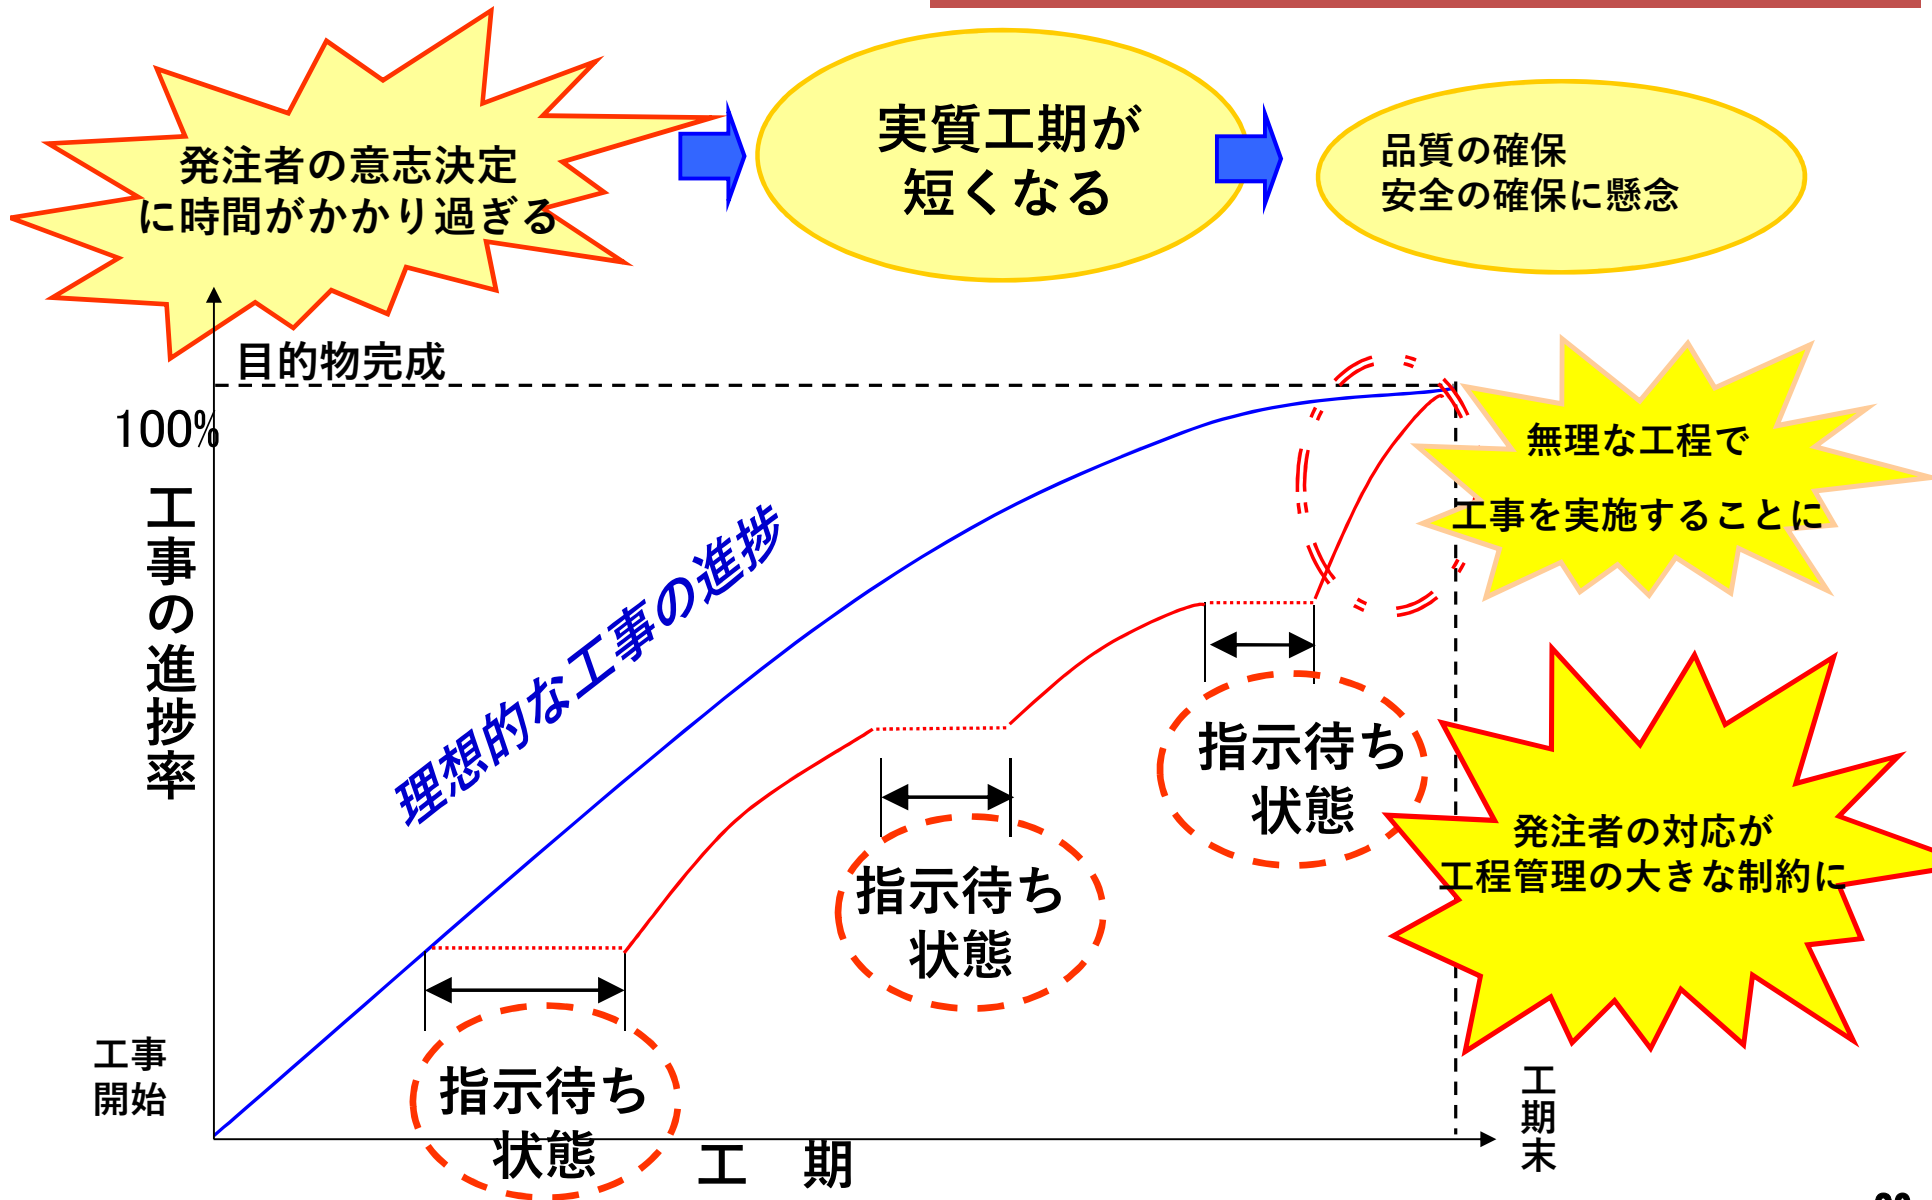 発注者の意志決定
に時間がかかり過ぎる
実質工期が
短くなる
品質の確保
安全の確保に懸念
目的物完成
100%
工事の進捗率
理想的な工事の進捗
無理な工程で
工事を実施することに
指示待ち
状態
発注者の対応が
工程管理の大きな制約に
指示待ち
状態
指示待ち
状態
工事
開始
工　期
工期末